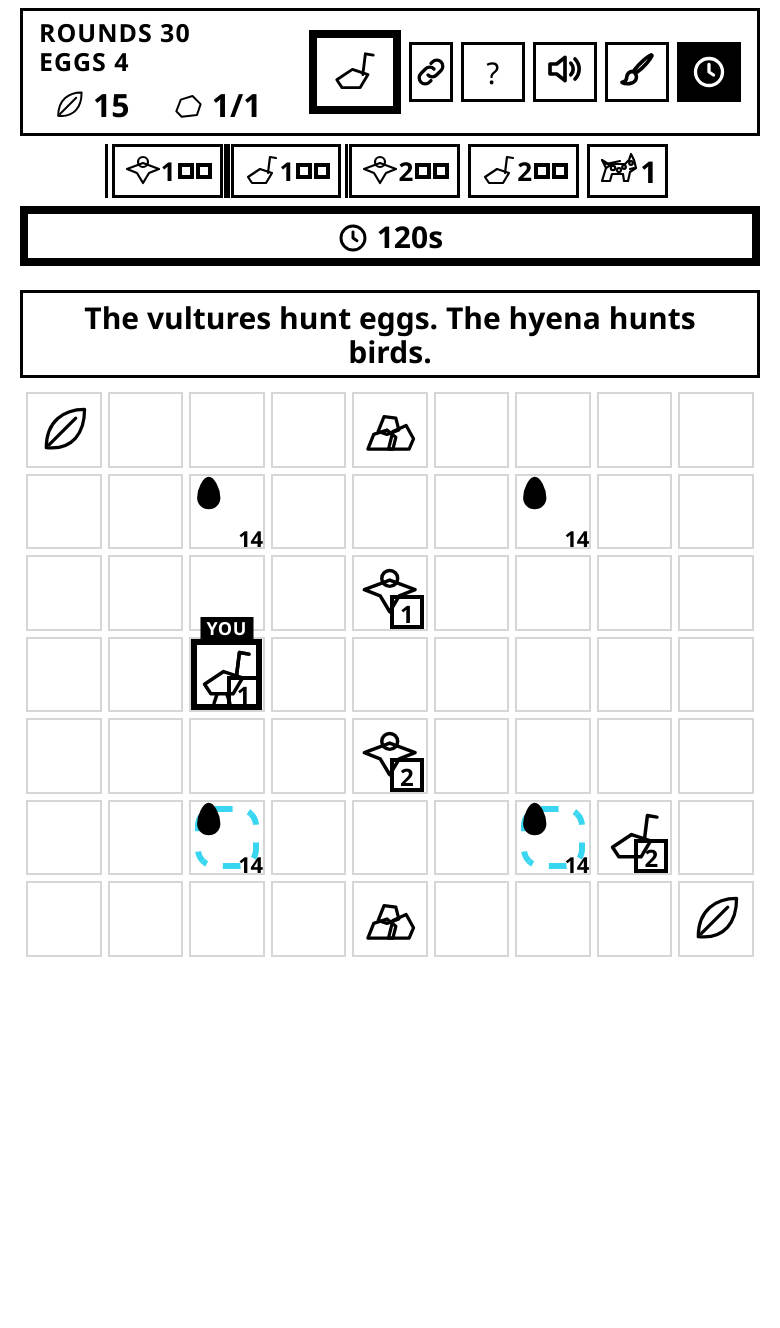 ROUNDS 30
EGGS 4
15 1/1 ?
1 1 2 2 1
120s
The vultures hunt eggs. The hyena hunts
birds.
14 14
1
YOU
1
2
14 14 2